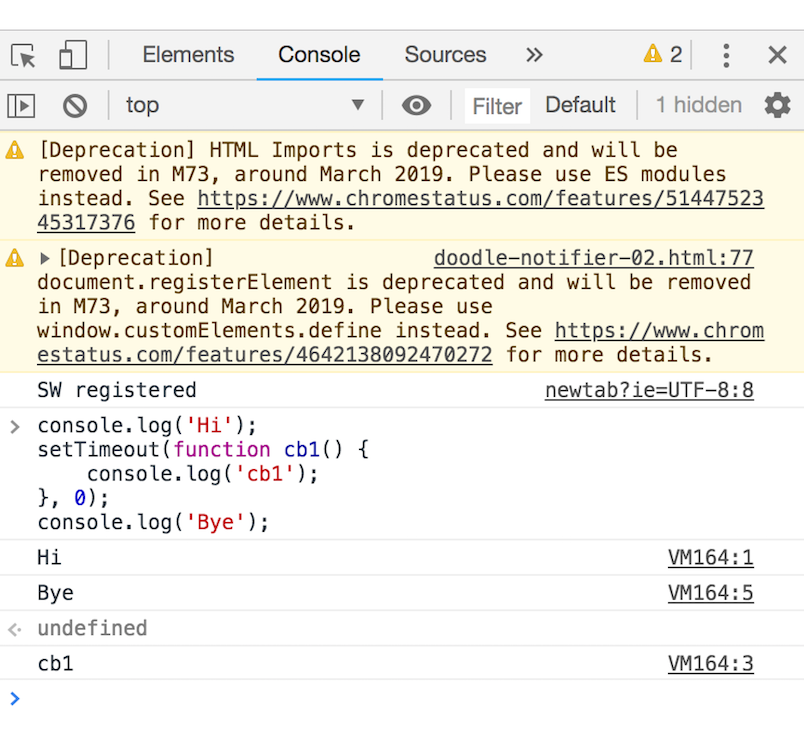 Elements Console Sources » 2
top ▼ Filter Default 1 hidden
[Deprecation] HTML Imports is deprecated and will be
removed in M73, around March 2019. Please use ES modules
instead. See https://www.chromestatus.com/features/51447523
45317376 for more details.
[Deprecation] doodle-notifier-02.html:77
document.registerElement is deprecated and will be removed
in M73, around March 2019. Please use
window.customElements.define instead. See https://www.chrom
estatus.com/features/4642138092470272 for more details.
SW registered newtab?ie=UTF-8:8
> console.log('Hi');
setTimeout(function cb1() {
    console.log('cb1');
}, 0);
console.log('Bye');
Hi VM164:1
Bye VM164:5
undefined
cb1 VM164:3
>